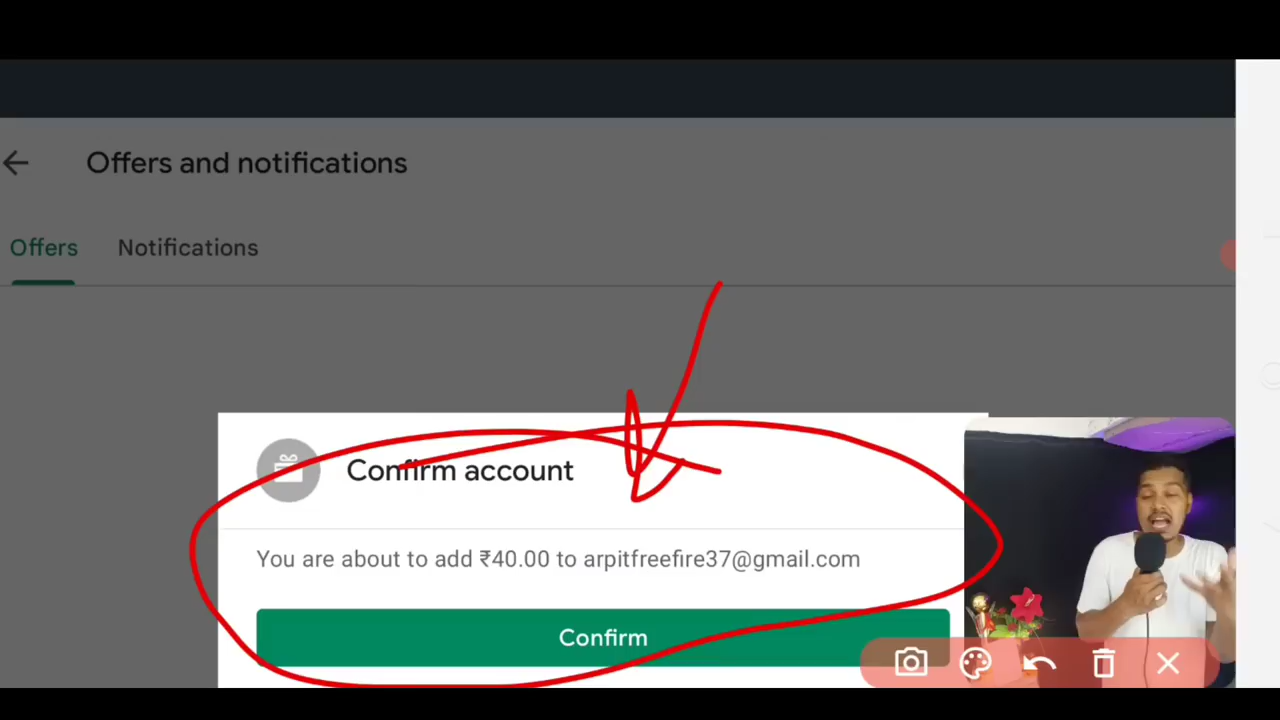 Offers and notifications
Offers
Notifications
Confirm account
You are about to add ₹40.00 to arpitfreefire37@gmail.com
Confirm